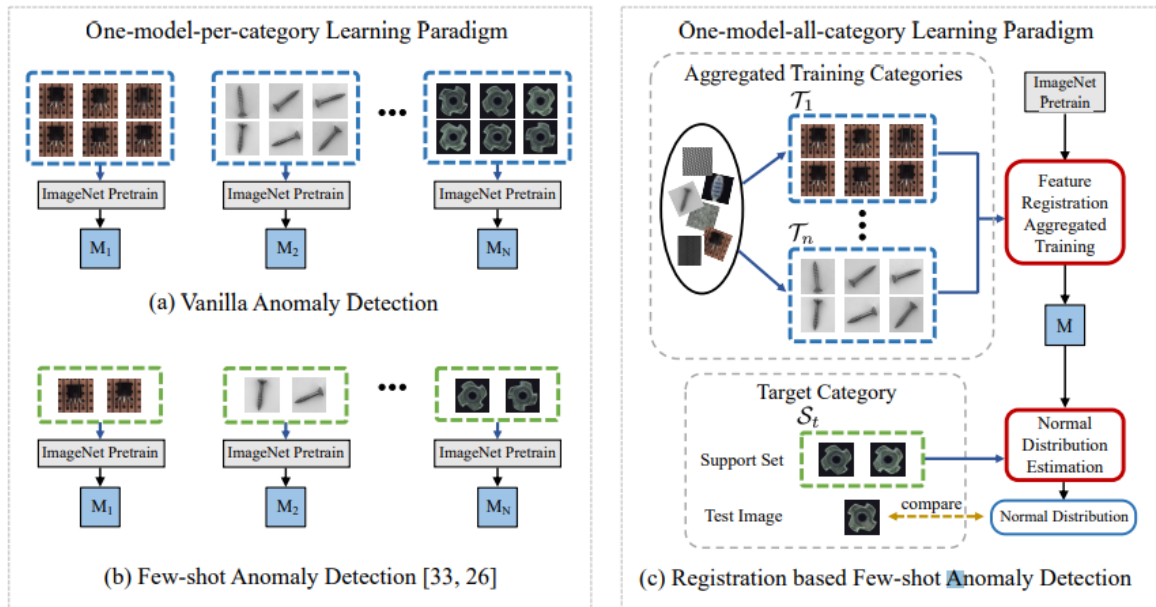 One-model-per-category Learning Paradigm
ImageNet Pretrain
ImageNet Pretrain
ImageNet Pretrain
M1
M2
MN
(a) Vanilla Anomaly Detection
ImageNet Pretrain
ImageNet Pretrain
ImageNet Pretrain
M1
M2
MN
(b) Few-shot Anomaly Detection [33, 26]
One-model-all-category Learning Paradigm
Aggregated Training Categories
T1
Tn
ImageNet
Pretrain
Feature
Registration
Aggregated
Training
M
Target Category
St
Support Set
Test Image
compare
Normal
Distribution
Estimation
Normal Distribution
(c) Registration based Few-shot Anomaly Detection